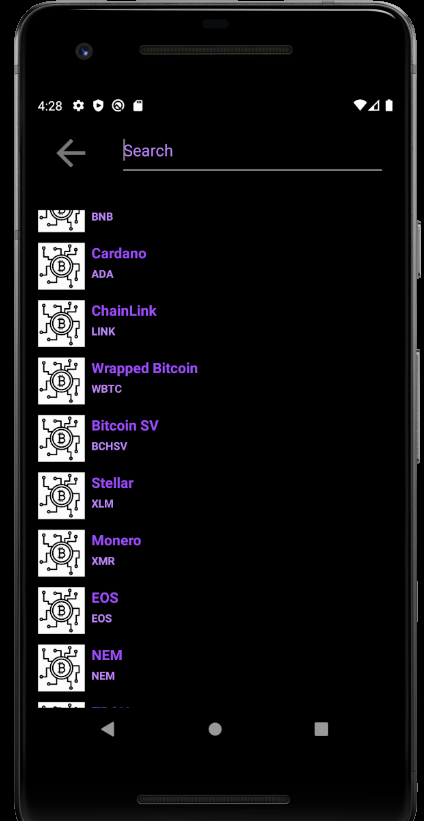 4:28
Search
BNB
Cardano
ADA
ChainLink
LINK
Wrapped Bitcoin
WBTC
Bitcoin SV
BCHSV
Stellar
XLM
Monero
XMR
EOS
EOS
NEM
NEM